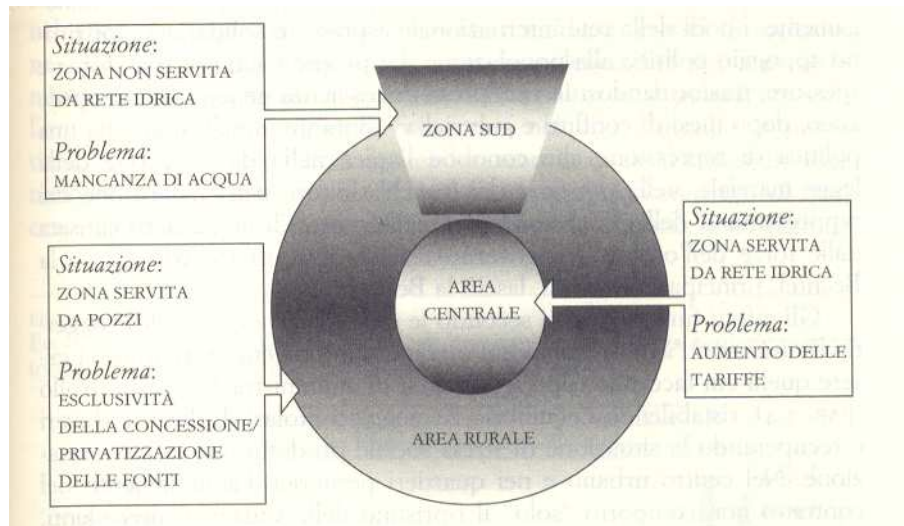 Situazione:
ZONA NON SERVITA
DA RETE IDRICA
Problema:
MANCANZA DI ACQUA
ZONA SUD
Situazione:
ZONA SERVITA
DA POZZI
Problema:
ESCLUSIVITÀ
DELLA CONCESSIONE/
PRIVATIZZAZIONE
DELLE FONTI
AREA
CENTRALE
AREA RURALE
Situazione:
ZONA SERVITA
DA RETE IDRICA
Problema:
AUMENTO DELLE
TARIFFE